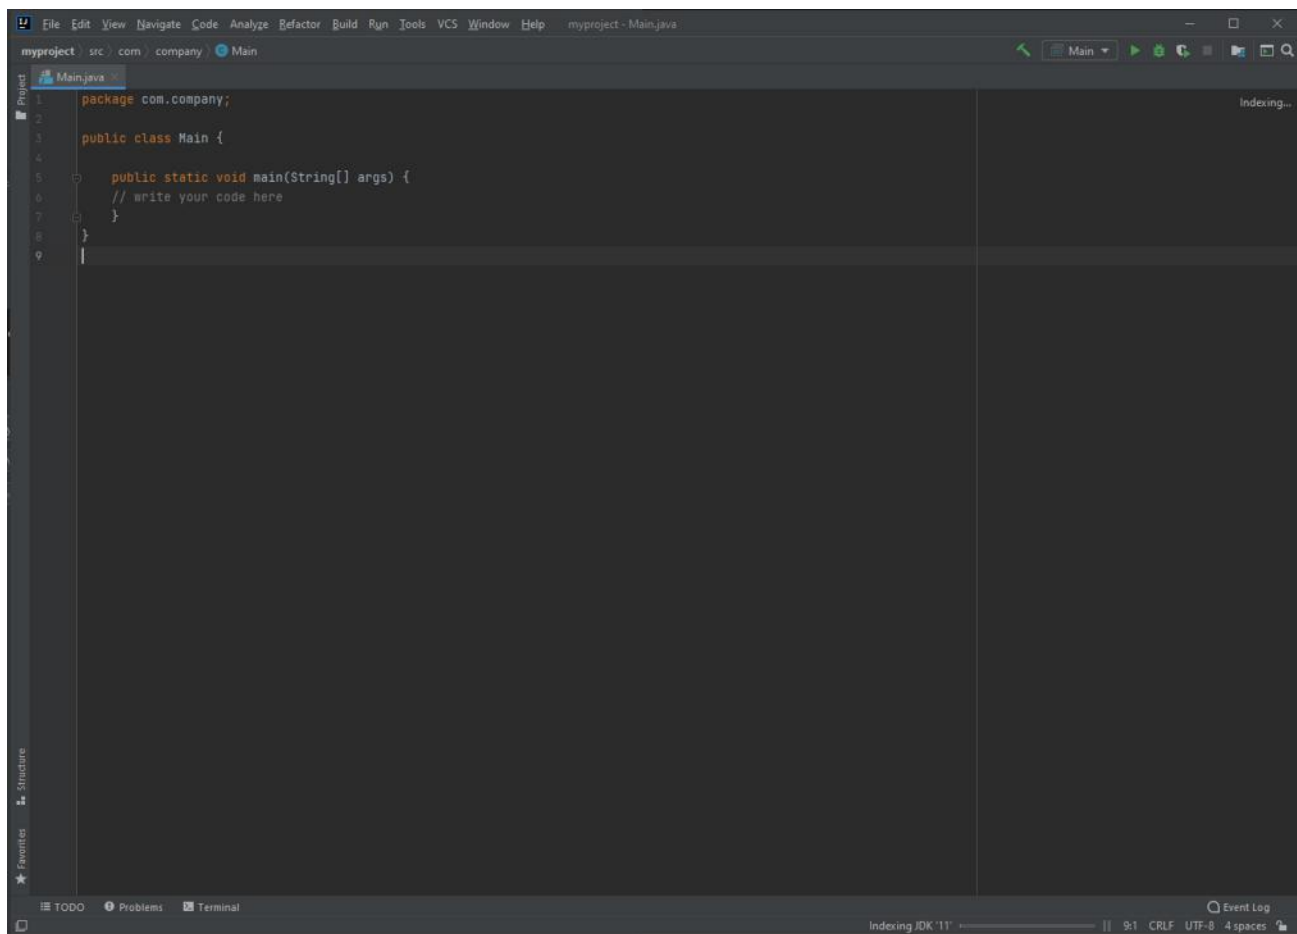 File Edit View Navigate Code Analyze Refactor Build Run Tools VCS Window Help myproject - Main.java
myproject src com company Main Main
Project
Main.java
Indexing...
1 package com.company;
2
3 public class Main {
4
5 public static void main(String[] args) {
6 // write your code here
7 }
8 }
9
Structure
Favorites
TODO Problems Terminal Event Log
Indexing JDK '11' 9:1 CRLF UTF-8 4 spaces